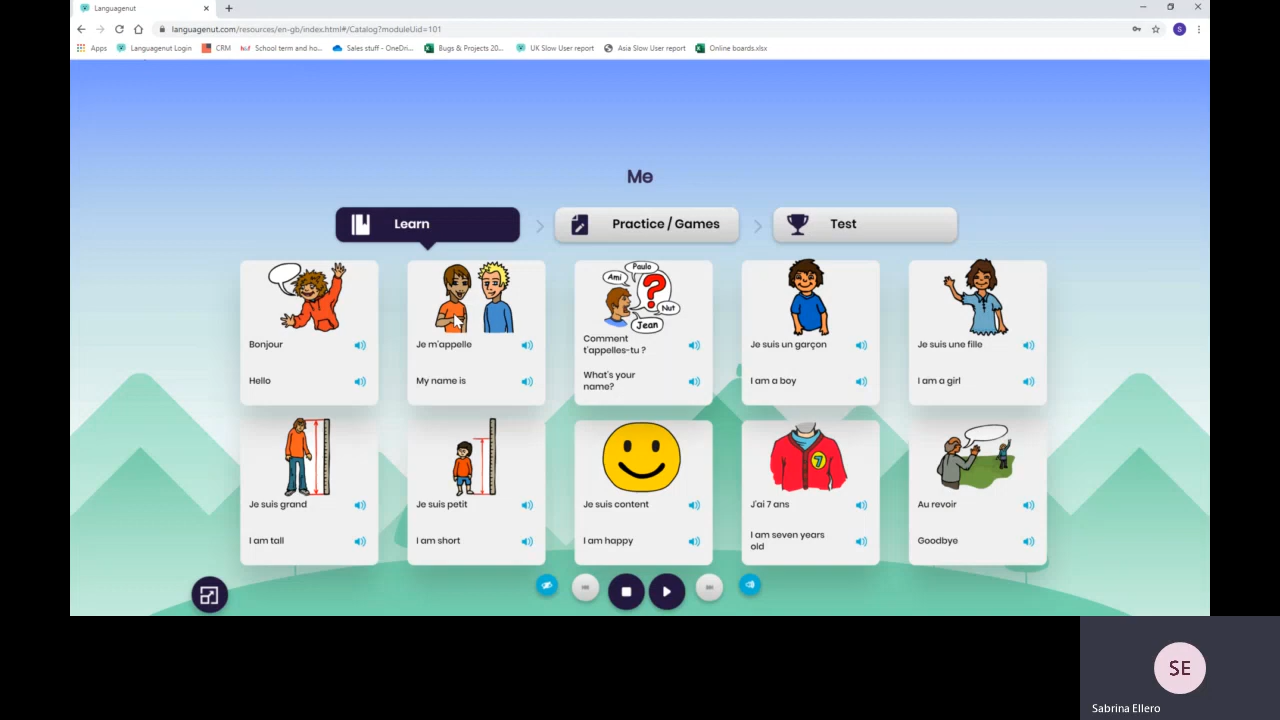 Languagenut
languagenut.com/resources/en-gb/index.html#/Catalog?moduleUid=101
S
Apps
Languagenut Login
CRM
School term and ho...
Sales stuff - OneDri...
Bugs & Projects 20...
UK Slow User report
Asia Slow User report
Online boards.xlsx
Me
Learn
Practice / Games
Test
Paulo
Ami
Nut
Jean
Bonjour
Hello
Je m'appelle
My name is
Comment
t'appelles-tu ?
What's your
name?
Je suis un garçon
I am a boy
Je suis une fille
I am a girl
Je suis grand
I am tall
Je suis petit
I am short
Je suis content
I am happy
7
J'ai 7 ans
I am seven years
old
Au revoir
Goodbye
SE
Sabrina Ellero